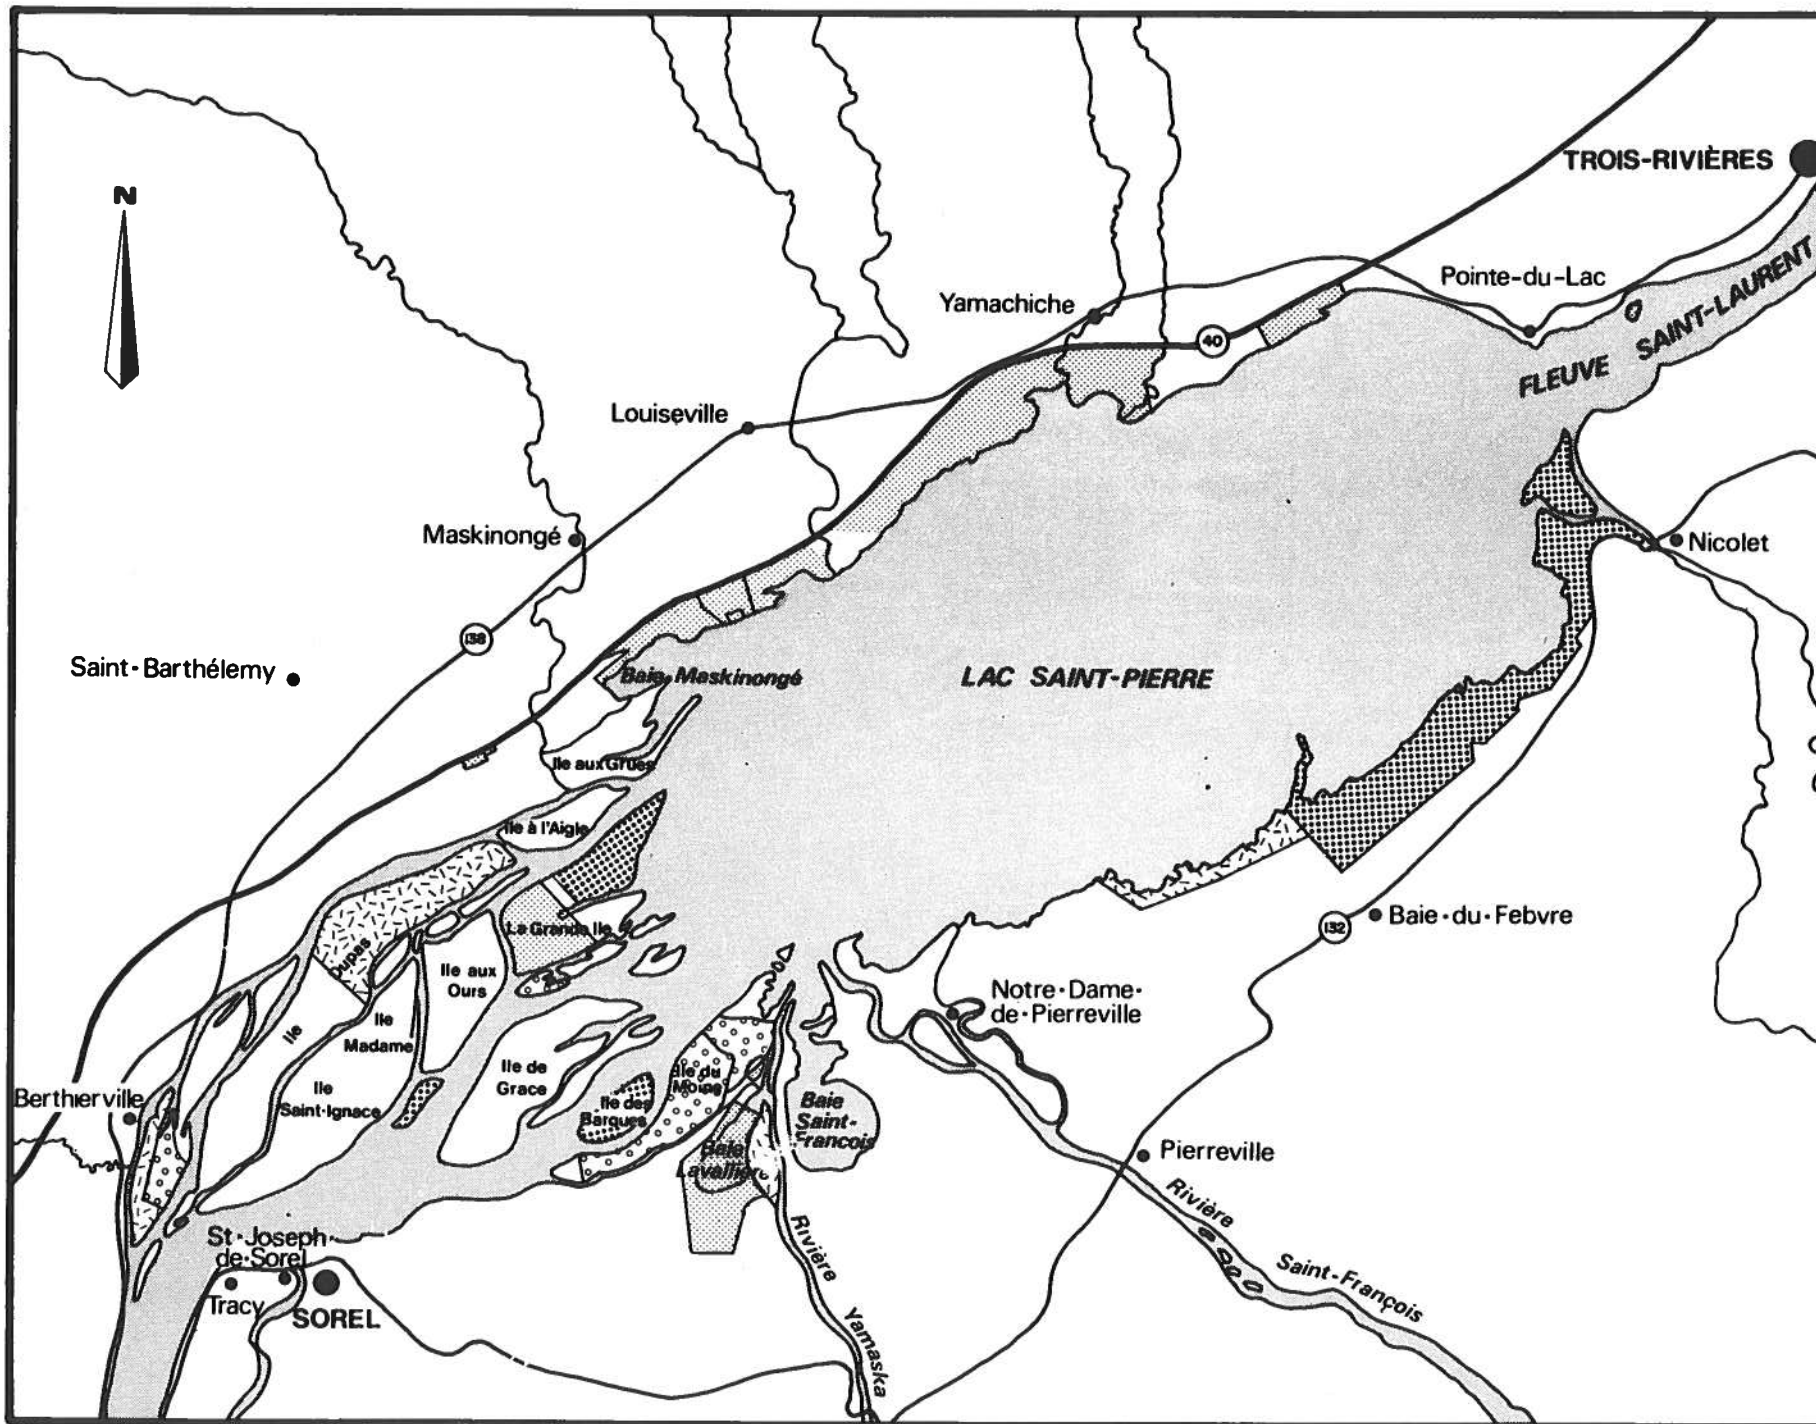 N
TROIS-RIVIÈRES
Pointe-du-Lac
FLEUVE SAINT-LAURENT
Yamachiche
40
Louiseville
Maskinongé
Nicolet
138
Saint-Barthélemy
Baie Maskinongé
LAC SAINT-PIERRE
Ile aux Grues
Ile à l'Aigle
La Grande Ile
Dupas
Ile
Ile aux
Ours
Ile
Madame
Ile
Saint-Ignace
Ile de
Grace
Ile du
Moine
Ile des
Barques
Baie
Lavallière
Baie
Saint-
François
Baie-du-Febvre
132
Notre-Dame-
de-Pierreville
Pierreville
Rivière
Saint-François
Rivière
Yamaska
Berthierville
St-Joseph-
de-Sorel
Tracy
SOREL